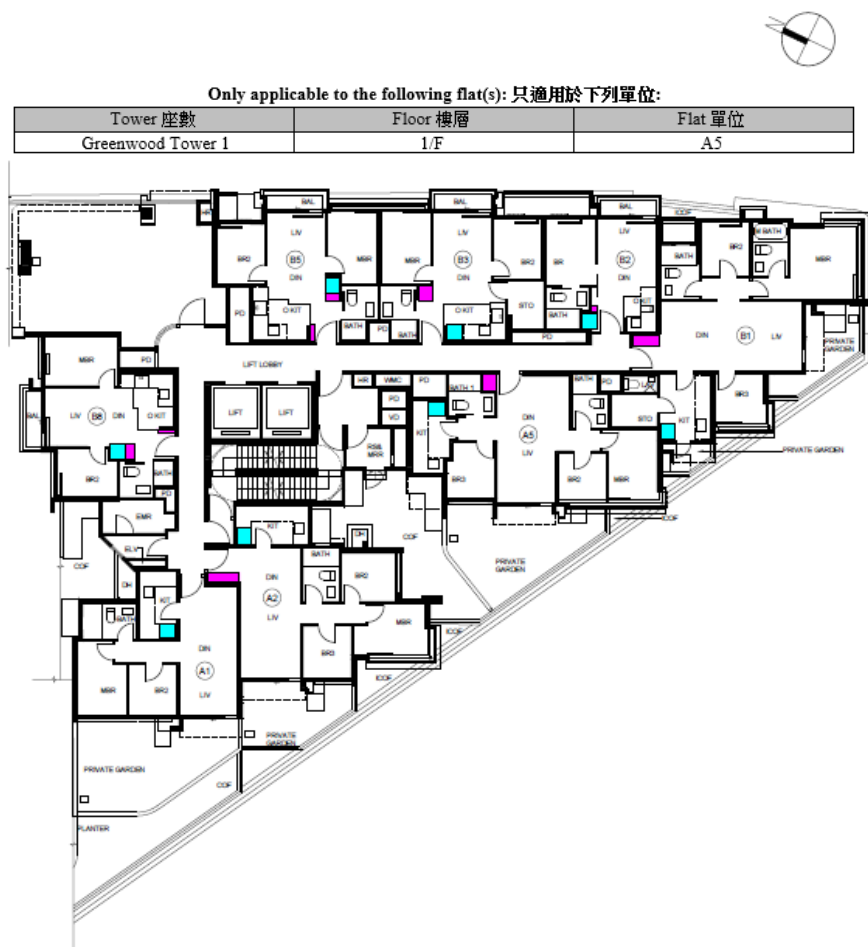 Only applicable to the following flat(s): 只適用於下列單位:
Tower 座數 Floor 樓層 Flat 單位
Greenwood Tower 1 1/F A5
BAL BAL BAL
HR LIV LIV LIV ICOF
BR2 B5 MBR MBR B3 BR2 BR B2 BATH BR2 M BATH MBR
DIN DIN DIN
PD O KIT O KIT STO O KIT
BATH PD BATH BATH PD DIN B1 LIV PRIVATE GARDEN
MBR PD LIFT LOBBY
HR WMC PD BATH 1 BATH PD LAV BR3
BAL LIV DIN O KIT LIFT LIFT PD DIN STO KIT
B8 VD KIT A5
BR2 BATH RS& MRR BR3 LIV BR2 MBR PRIVATE GARDEN
PD
EMR KIT DH COF ICOF
COF ELV BATH PRIVATE GARDEN
DH KIT DIN BR2
BATH A2
LIV MBR
DIN BR3 ICOF
A1
MBR BR2 LIV ICOF
PRIVATE GARDEN
PRIVATE GARDEN
COF
PLANTER